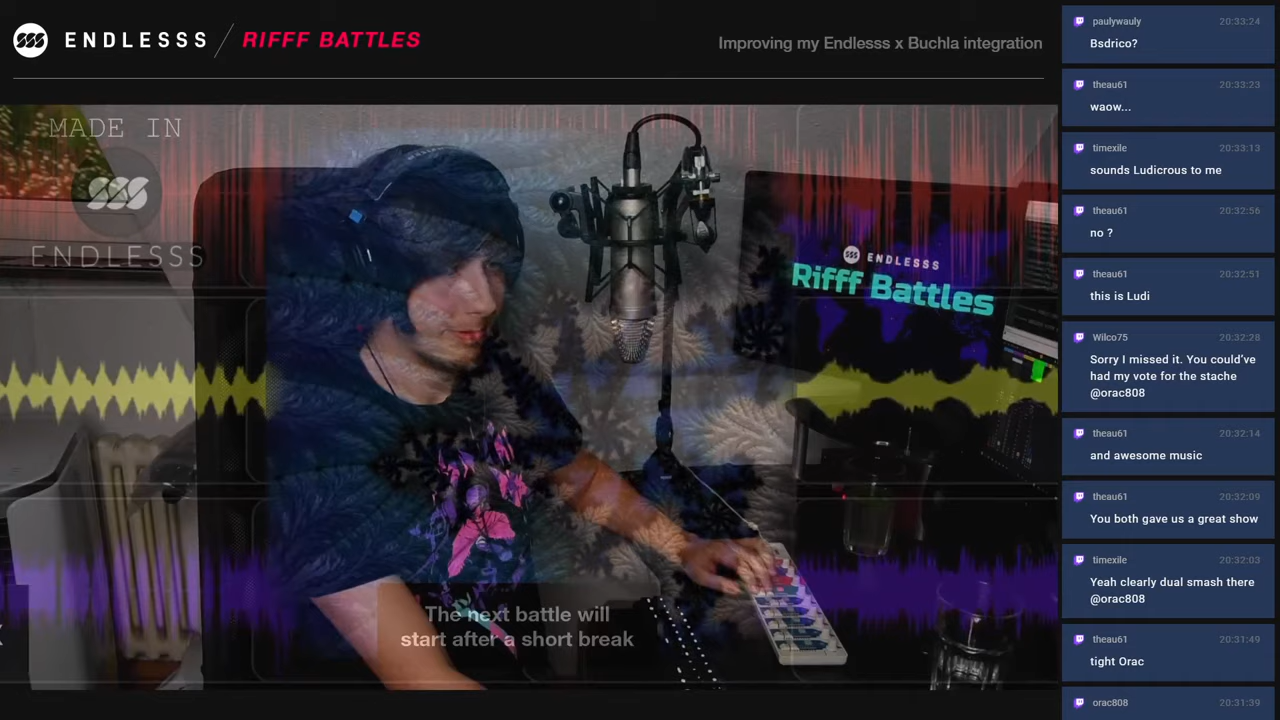 ENDLESSS / RIFFF BATTLES
Improving my Endlesss x Buchla integration
MADE IN
ENDLESSS
ENDLESSS
Rifff Battles
The next battle will
start after a short break
paulywauly 20:33:24
Bsdrico?
theau61 20:33:23
waow...
timexile 20:33:13
sounds Ludicrous to me
theau61 20:32:56
no ?
theau61 20:32:51
this is Ludi
Wilco75 20:32:28
Sorry I missed it. You could've
had my vote for the stache
@orac808
theau61 20:32:14
and awesome music
theau61 20:32:09
You both gave us a great show
timexile 20:32:03
Yeah clearly dual smash there
@orac808
theau61 20:31:49
tight Orac
orac808 20:31:39